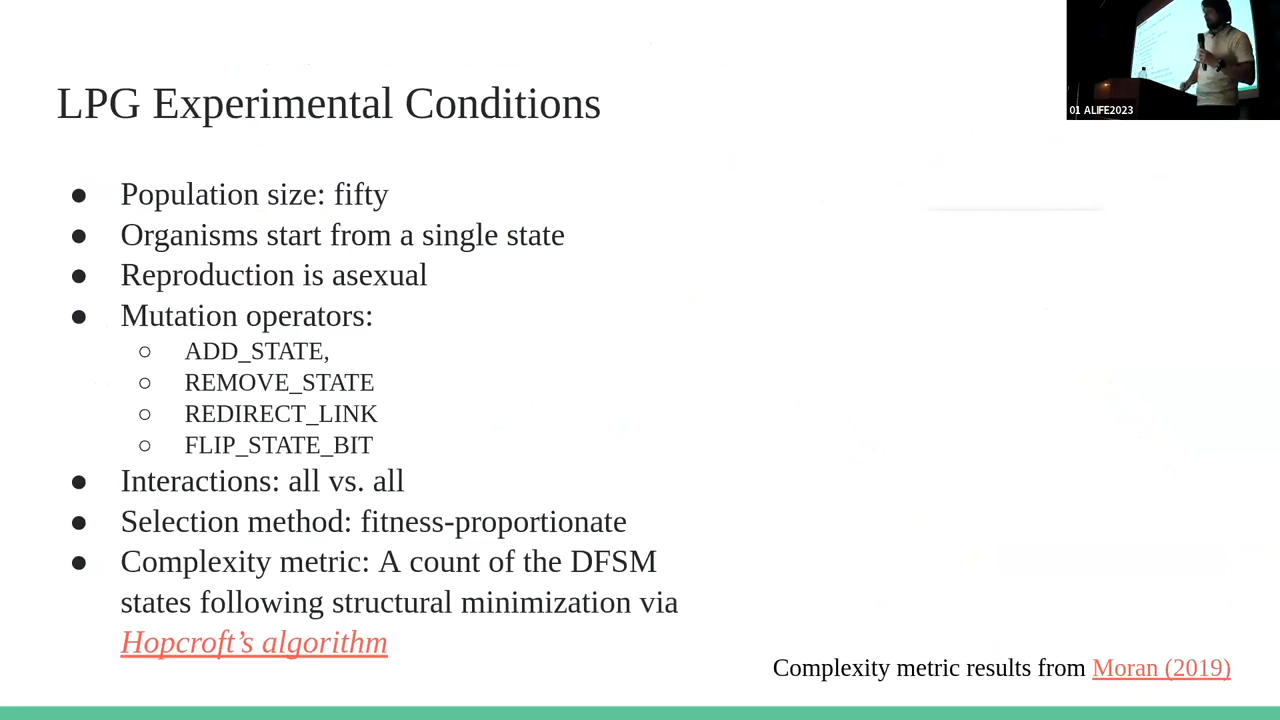 LPG Experimental Conditions
01 ALIFE2023
● Population size: fifty
● Organisms start from a single state
● Reproduction is asexual
● Mutation operators:
○ ADD_STATE,
○ REMOVE_STATE
○ REDIRECT_LINK
○ FLIP_STATE_BIT
● Interactions: all vs. all
● Selection method: fitness-proportionate
● Complexity metric: A count of the DFSM
states following structural minimization via
Hopcroft’s algorithm
Complexity metric results from Moran (2019)